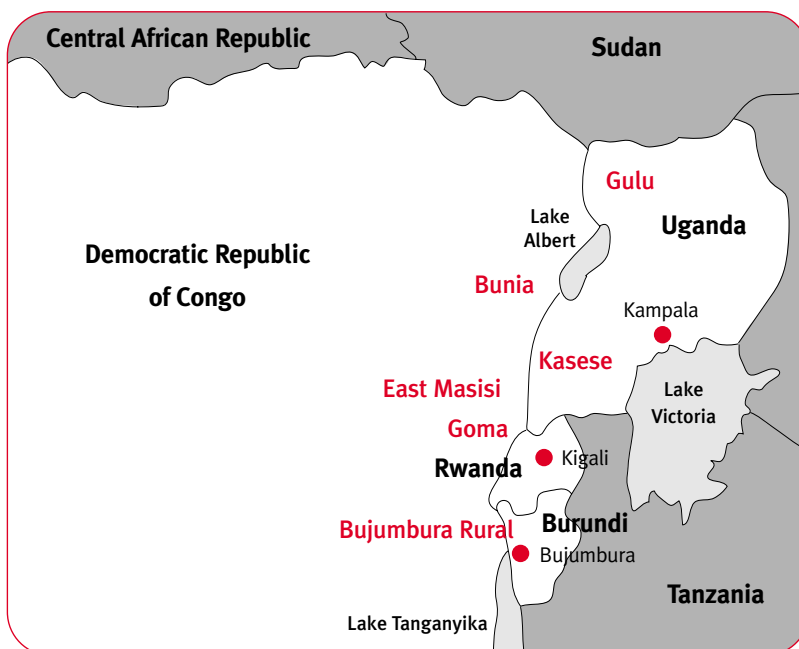 Central African Republic
Sudan
Gulu
Lake
Albert
Uganda
Democratic Republic
of Congo
Bunia
Kampala
Kasese
East Masisi
Lake
Victoria
Goma
Rwanda
Kigali
Bujumbura Rural
Burundi
Bujumbura
Tanzania
Lake Tanganyika